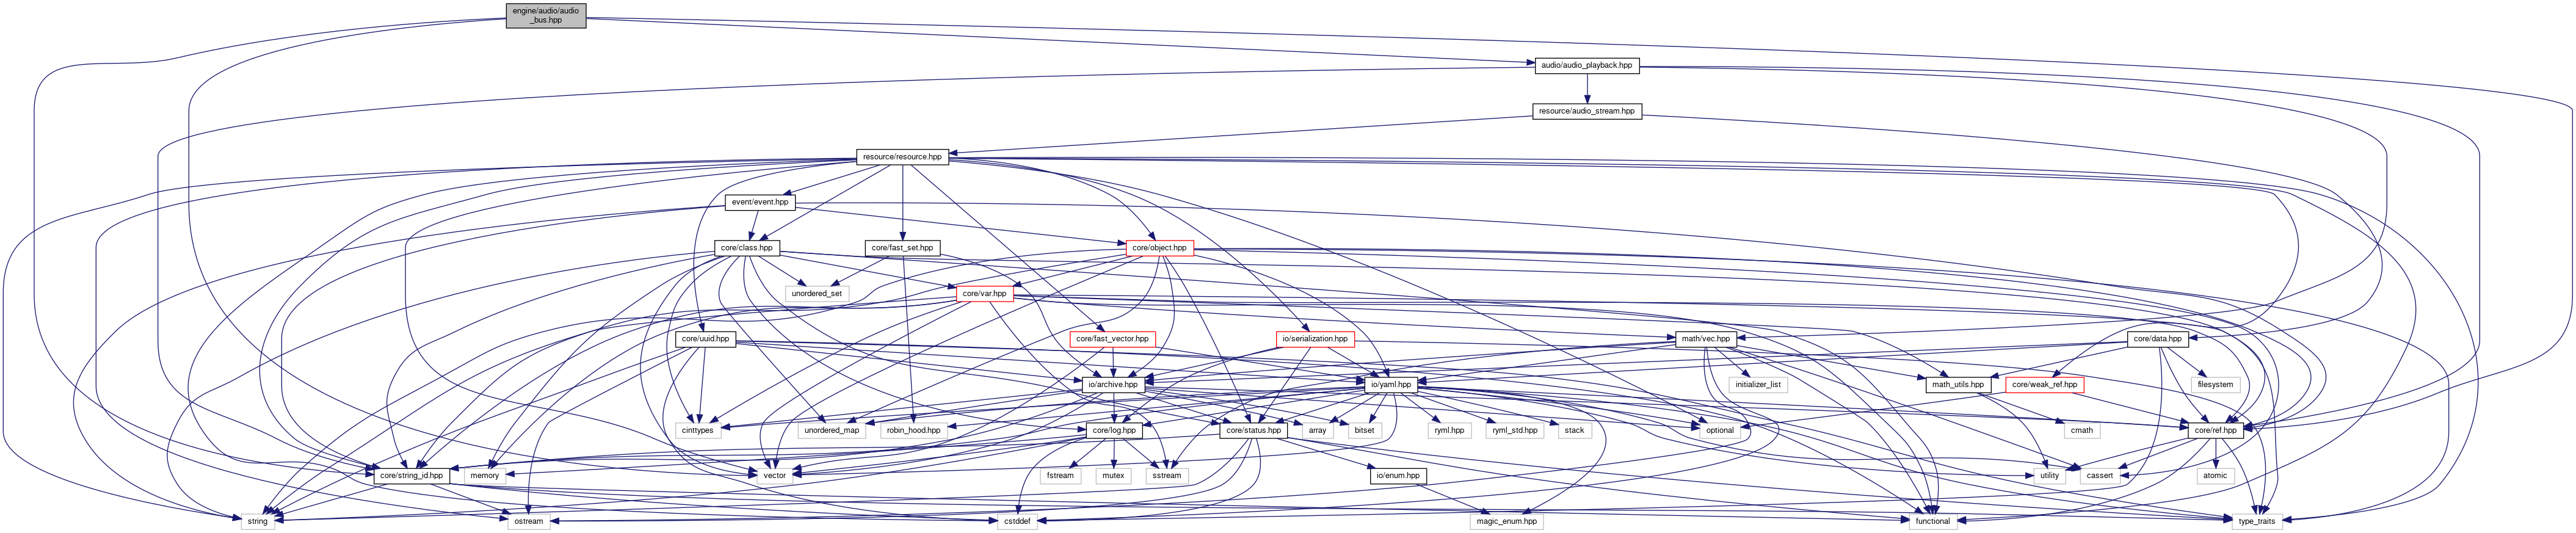 engine/audio/audio
_bus.hpp
audio/audio_playback.hpp
resource/audio_stream.hpp
resource/resource.hpp
event/event.hpp
core/class.hpp
core/fast_set.hpp
core/object.hpp
unordered_set
core/var.hpp
core/uuid.hpp
core/fast_vector.hpp
io/serialization.hpp
math/vec.hpp
core/data.hpp
io/archive.hpp
io/yaml.hpp
initializer_list
math_utils.hpp
core/weak_ref.hpp
filesystem
cinttypes
unordered_map
robin_hood.hpp
core/log.hpp
core/status.hpp
array
bitset
ryml.hpp
ryml_std.hpp
stack
optional
cmath
core/ref.hpp
core/string_id.hpp
memory
vector
fstream
mutex
sstream
io/enum.hpp
utility
cassert
atomic
string
ostream
cstddef
magic_enum.hpp
functional
type_traits